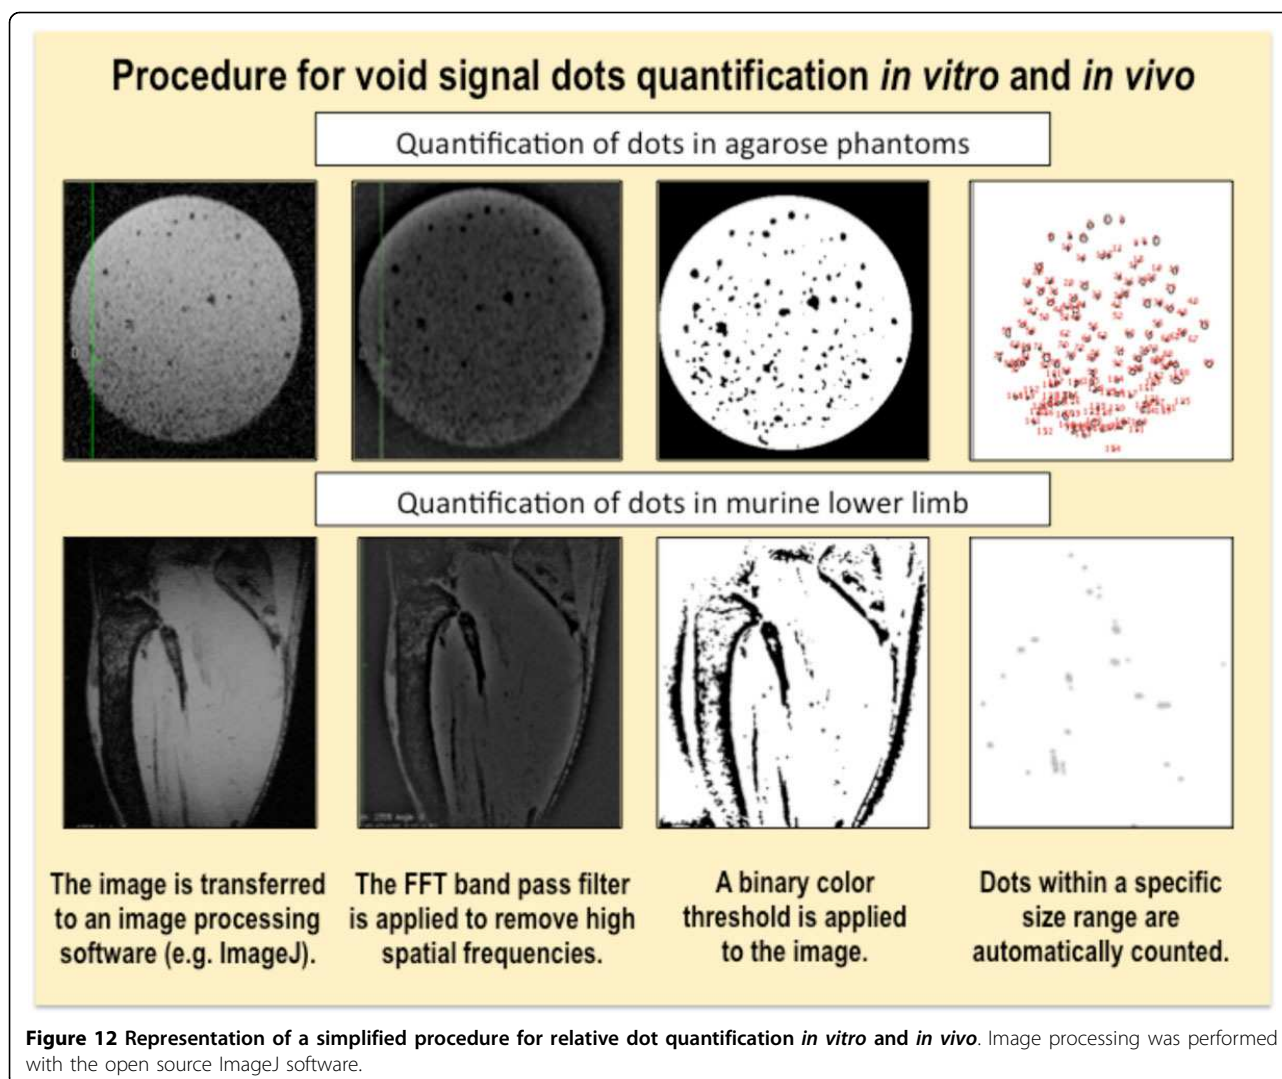 Procedure for void signal dots quantification in vitro and in vivo
Quantification of dots in agarose phantoms
Quantification of dots in murine lower limb
The image is transferred
to an image processing
software (e.g. ImageJ).
The FFT band pass filter
is applied to remove high
spatial frequencies.
A binary color
threshold is applied
to the image.
Dots within a specific
size range are
automatically counted.
Figure 12 Representation of a simplified procedure for relative dot quantification in vitro and in vivo. Image processing was performed
with the open source ImageJ software.